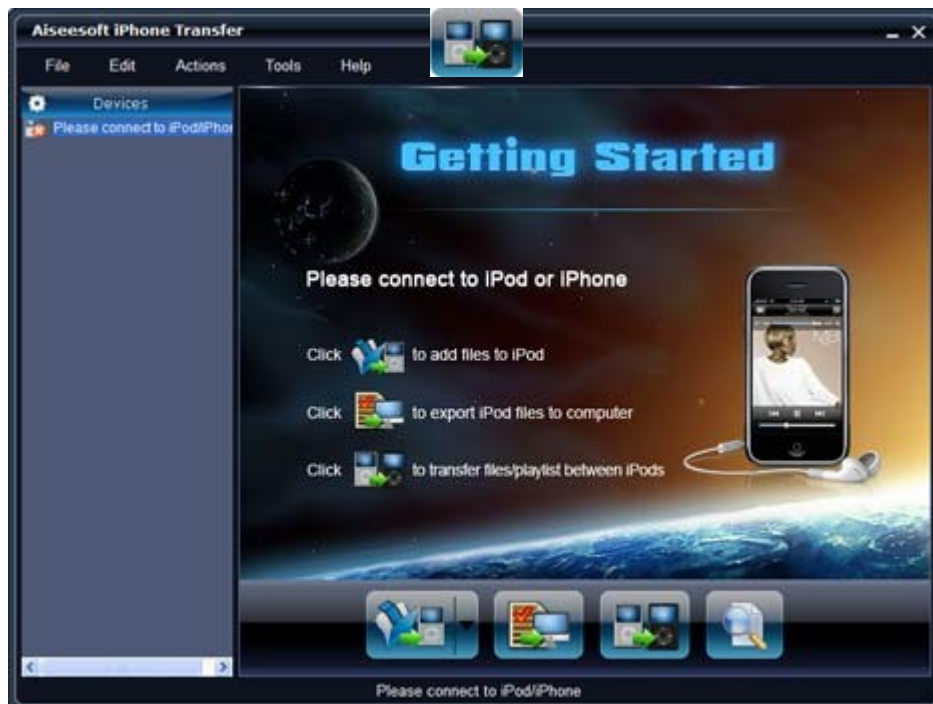 Aiseesoft iPhone Transfer
File Edit Actions Tools Help
Devices
Please connect to iPod/iPhon
Getting Started
Please connect to iPod or iPhone
Click to add files to iPod
Click to export iPod files to computer
Click to transfer files/playlist between iPods
Please connect to iPod/iPhone